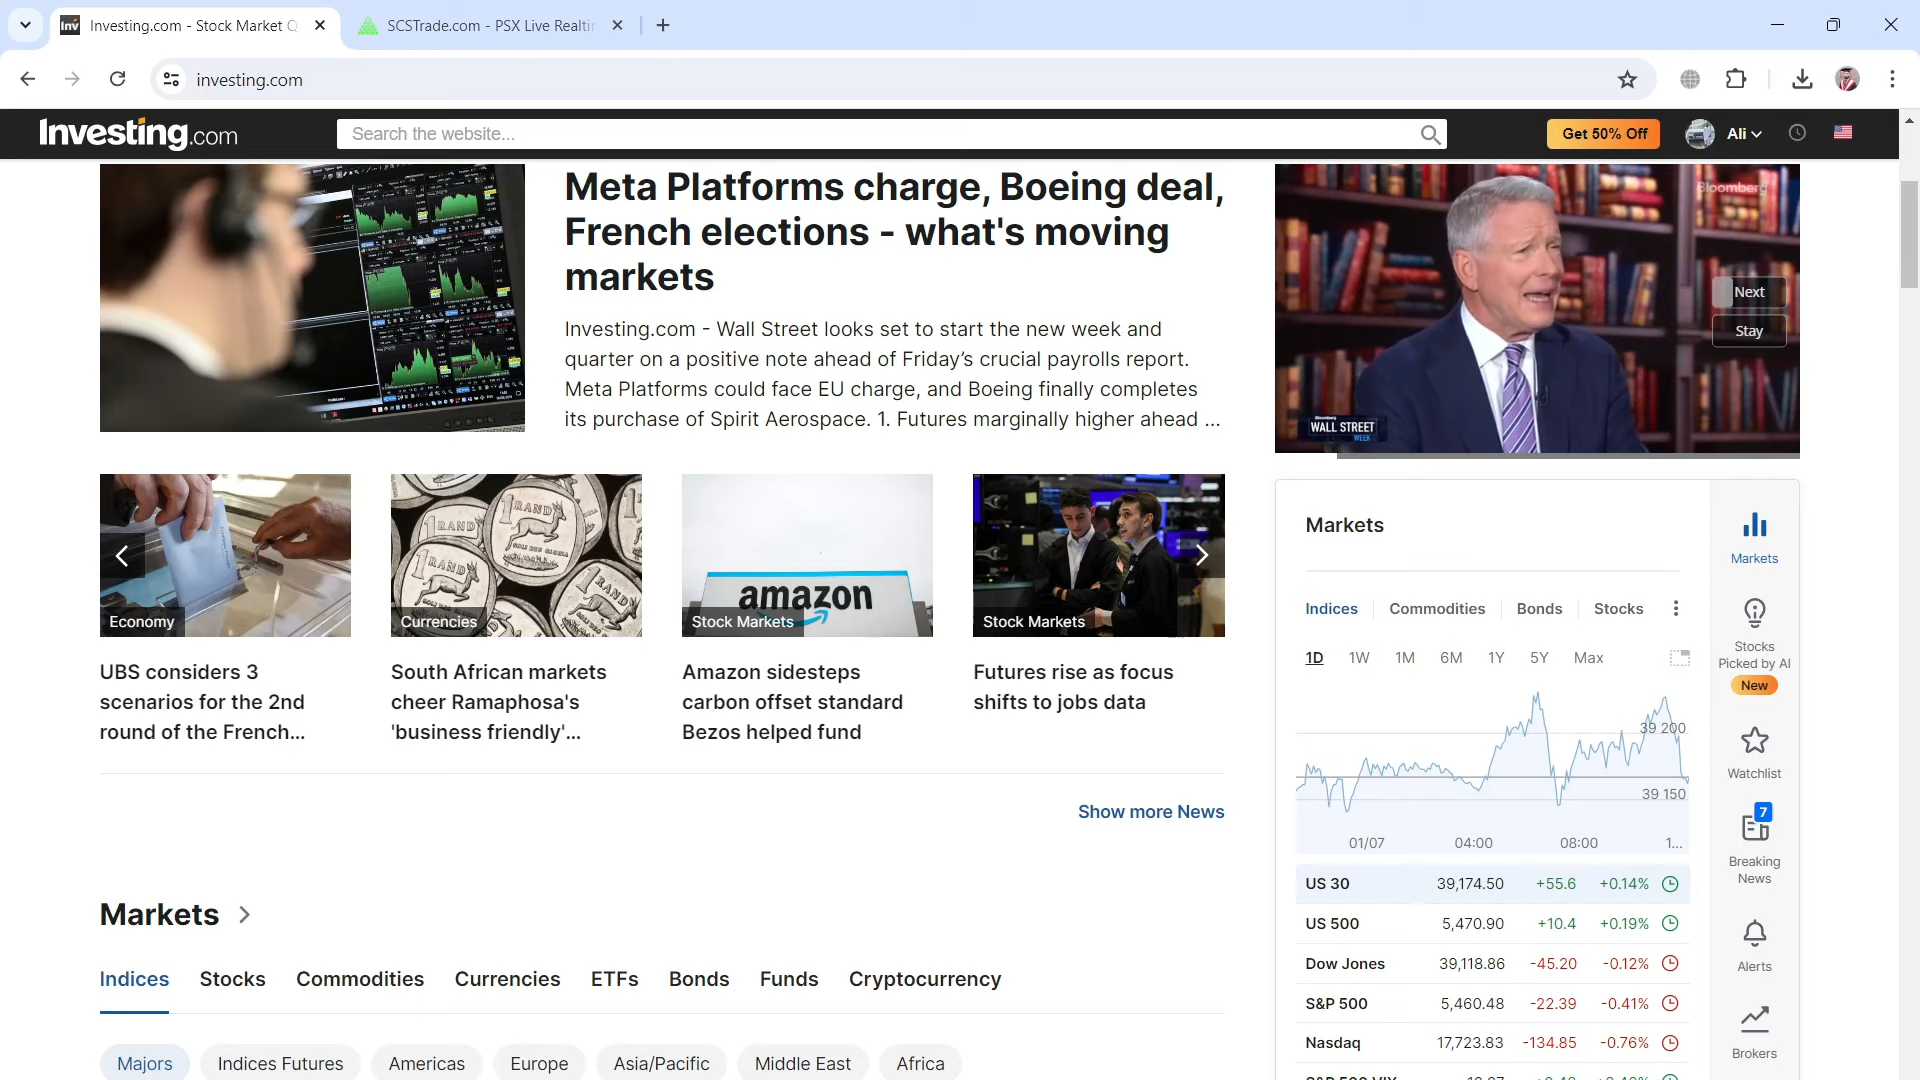 Investing.com - Stock Market Q
SCSTrade.com - PSX Live Realtin
investing.com
Investing.com
Search the website...
Get 50% Off
Ali
Meta Platforms charge, Boeing deal,
French elections - what's moving
markets
Investing.com - Wall Street looks set to start the new week and
quarter on a positive note ahead of Friday's crucial payrolls report.
Meta Platforms could face EU charge, and Boeing finally completes
its purchase of Spirit Aerospace. 1. Futures marginally higher ahead ...
Bloomberg
Next
Stay
Bloomberg
WALL STREET
WEEK
Economy
UBS considers 3
scenarios for the 2nd
round of the French...
1 RAND
Currencies
South African markets
cheer Ramaphosa's
'business friendly'...
amazon
Stock Markets
Amazon sidesteps
carbon offset standard
Bezos helped fund
Stock Markets
Futures rise as focus
shifts to jobs data
Show more News
Markets
Indices Stocks Commodities Currencies ETFs Bonds Funds Cryptocurrency
Majors Indices Futures Americas Europe Asia/Pacific Middle East Africa
Markets
Indices Commodities Bonds Stocks
1D 1W 1M 6M 1Y 5Y Max
39 200
39 150
01/07 04:00 08:00 1...
US 30 39,174.50 +55.6 +0.14%
US 500 5,470.90 +10.4 +0.19%
Dow Jones 39,118.86 -45.20 -0.12%
S&P 500 5,460.48 -22.39 -0.41%
Nasdaq 17,723.83 -134.85 -0.76%
Markets
Stocks
Picked by AI
New
Watchlist
7
Breaking
News
Alerts
Brokers